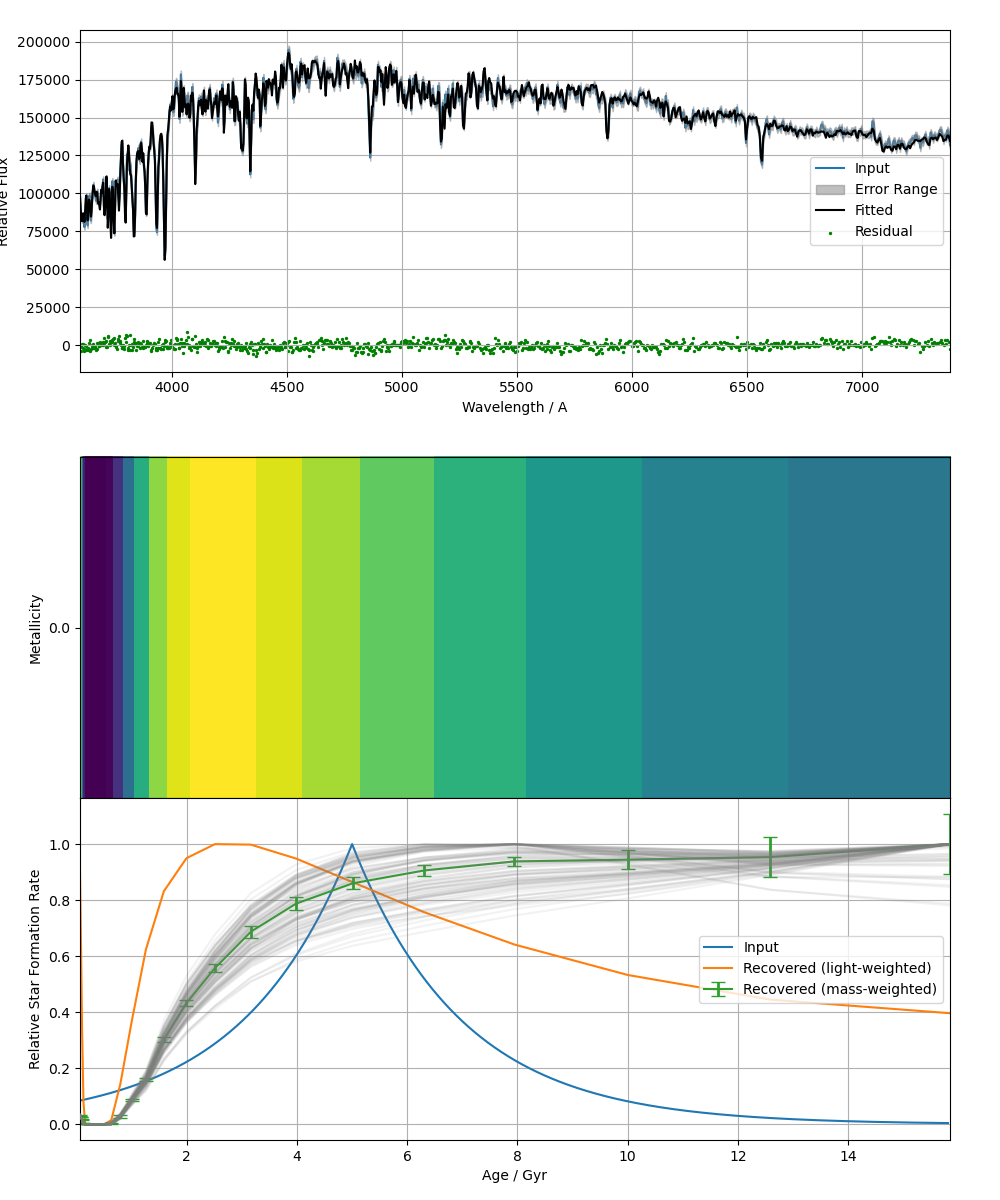 200000
175000
150000
125000
100000
75000
50000
25000
0
Relative Flux
Input
Error Range
Fitted
Residual
4000 4500 5000 5500 6000 6500 7000
Wavelength / A
Metallicity
0.0
1.0
0.8
0.6
0.4
0.2
0.0
Relative Star Formation Rate
Input
Recovered (light-weighted)
Recovered (mass-weighted)
2 4 6 8 10 12 14
Age / Gyr